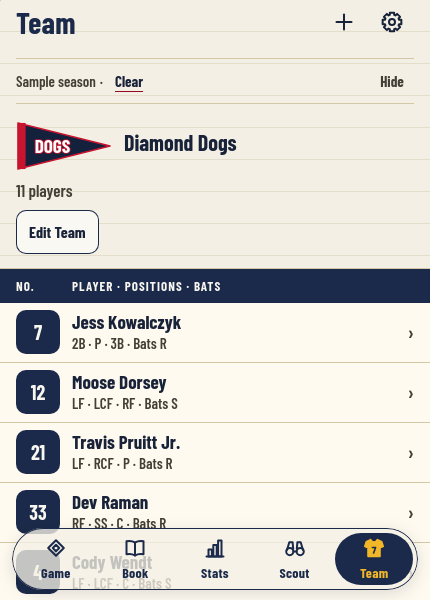 Team
Sample season · Clear Hide
DOGS Diamond Dogs
11 players
Edit Team
NO. PLAYER · POSITIONS · BATS
7 Jess Kowalczyk ›
2B · P · 3B · Bats R
12 Moose Dorsey ›
LF · LCF · RF · Bats S
21 Travis Pruitt Jr. ›
LF · RCF · P · Bats R
33 Dev Raman ›
RF · SS · C · Bats R
4 Cody Wendt
LF · LCF · C · Bats S
Game Book Stats Scout Team